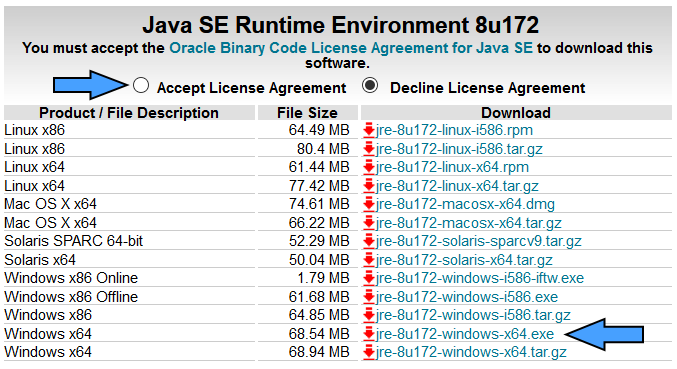 Java SE Runtime Environment 8u172
You must accept the Oracle Binary Code License Agreement for Java SE to download this
software.
Accept License Agreement Decline License Agreement
Product / File Description File Size Download
Linux x86 64.49 MB jre-8u172-linux-i586.rpm
Linux x86 80.4 MB jre-8u172-linux-i586.tar.gz
Linux x64 61.44 MB jre-8u172-linux-x64.rpm
Linux x64 77.42 MB jre-8u172-linux-x64.tar.gz
Mac OS X x64 74.61 MB jre-8u172-macosx-x64.dmg
Mac OS X x64 66.22 MB jre-8u172-macosx-x64.tar.gz
Solaris SPARC 64-bit 52.29 MB jre-8u172-solaris-sparcv9.tar.gz
Solaris x64 50.04 MB jre-8u172-solaris-x64.tar.gz
Windows x86 Online 1.79 MB jre-8u172-windows-i586-iftw.exe
Windows x86 Offline 61.68 MB jre-8u172-windows-i586.exe
Windows x86 64.85 MB jre-8u172-windows-i586.tar.gz
Windows x64 68.54 MB jre-8u172-windows-x64.exe
Windows x64 68.94 MB jre-8u172-windows-x64.tar.gz